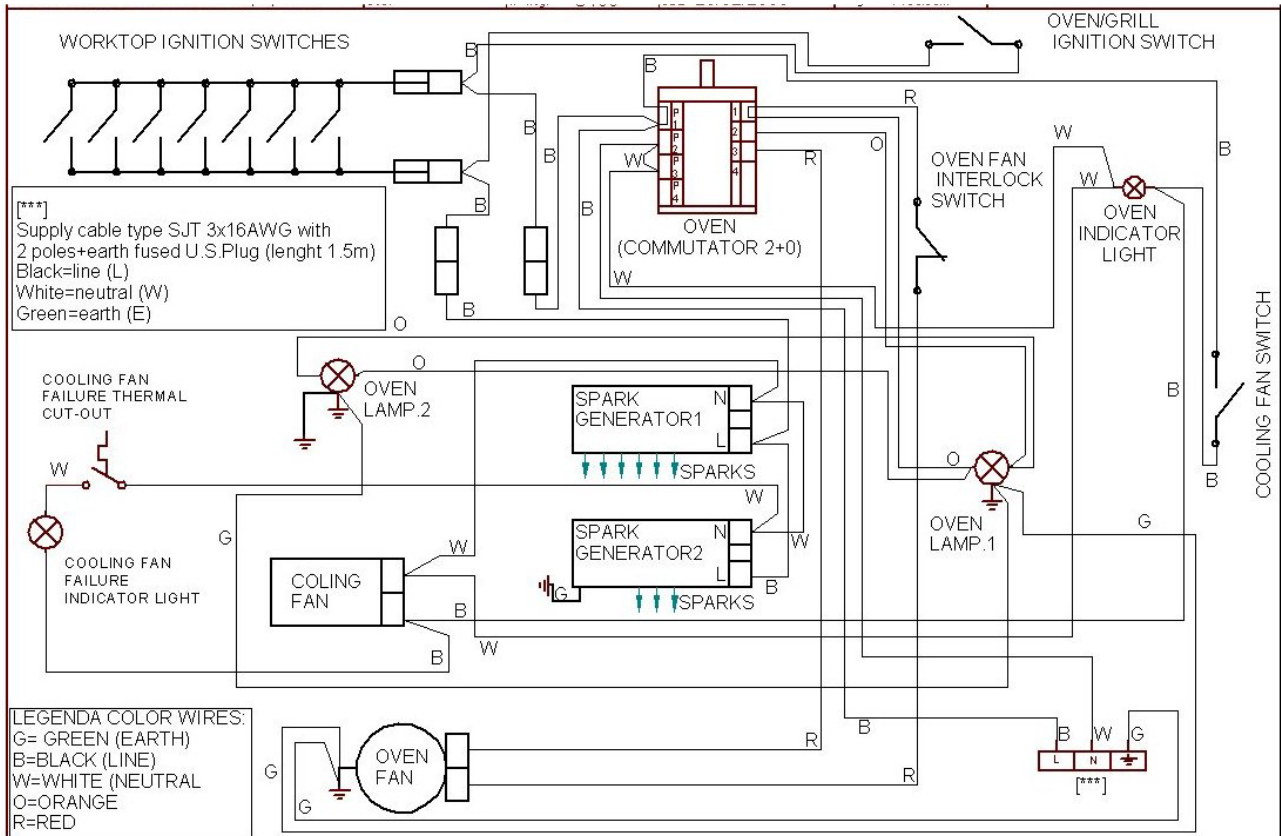 WORKTOP IGNITION SWITCHES
B
B
OVEN/GRILL
IGNITION SWITCH
B
R
B
B
B
P
1
P
2
P
3
P
4
1
2
3
4
W
O
R
W
W
B
OVEN FAN
INTERLOCK
SWITCH
OVEN
INDICATOR
LIGHT
[***]
Supply cable type SJT 3x16AWG with
2 poles+earth fused U.S.Plug (lenght 1.5m)
Black=line (L)
White=neutral (W)
Green=earth (E)
B
B
OVEN
(COMMUTATOR 2+0)
W
B
O
O
OVEN
LAMP.2
COOLING FAN
FAILURE THERMAL
CUT-OUT
W
SPARK
GENERATOR1
N
L
SPARKS
B
COOLING FAN SWITCH
B
O
OVEN
LAMP.1
G
W
SPARK
GENERATOR2
N
L
W
B
G
SPARKS
COOLING FAN
FAILURE
INDICATOR LIGHT
G
W
COLING
FAN
B
W
B
LEGENDA COLOR WIRES:
G= GREEN (EARTH)
B=BLACK (LINE)
W=WHITE (NEUTRAL
O=ORANGE
R=RED
G
G
OVEN
FAN
R
R
B
B
W
G
L
N
[***]